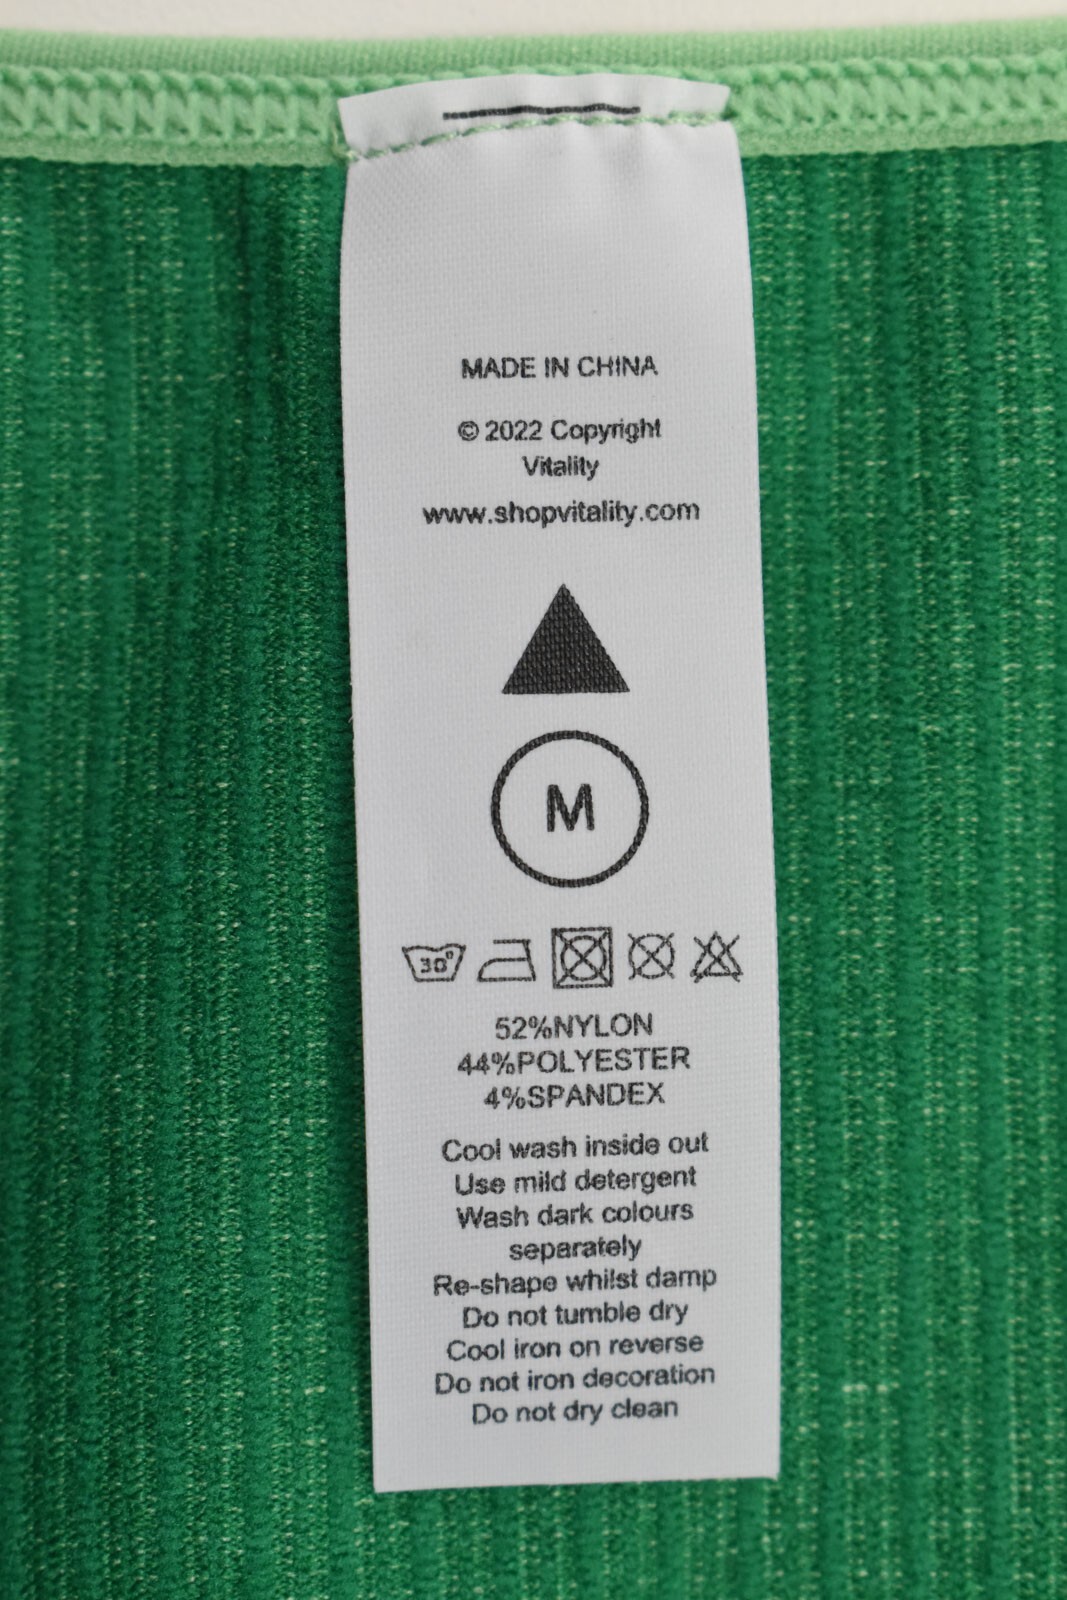 MADE IN CHINA
© 2022 Copyright
Vitality
www.shopvitality.com
M
30°
52%NYLON
44%POLYESTER
4%SPANDEX
Cool wash inside out
Use mild detergent
Wash dark colours
separately
Re-shape whilst damp
Do not tumble dry
Cool iron on reverse
Do not iron decoration
Do not dry clean